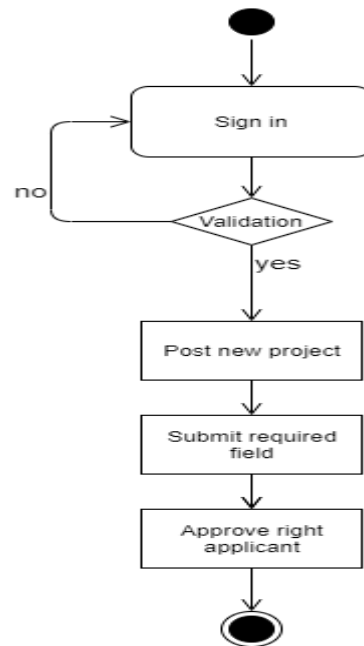 Sign in
no
Validation
yes
Post new project
Submit required
field
Approve right
applicant